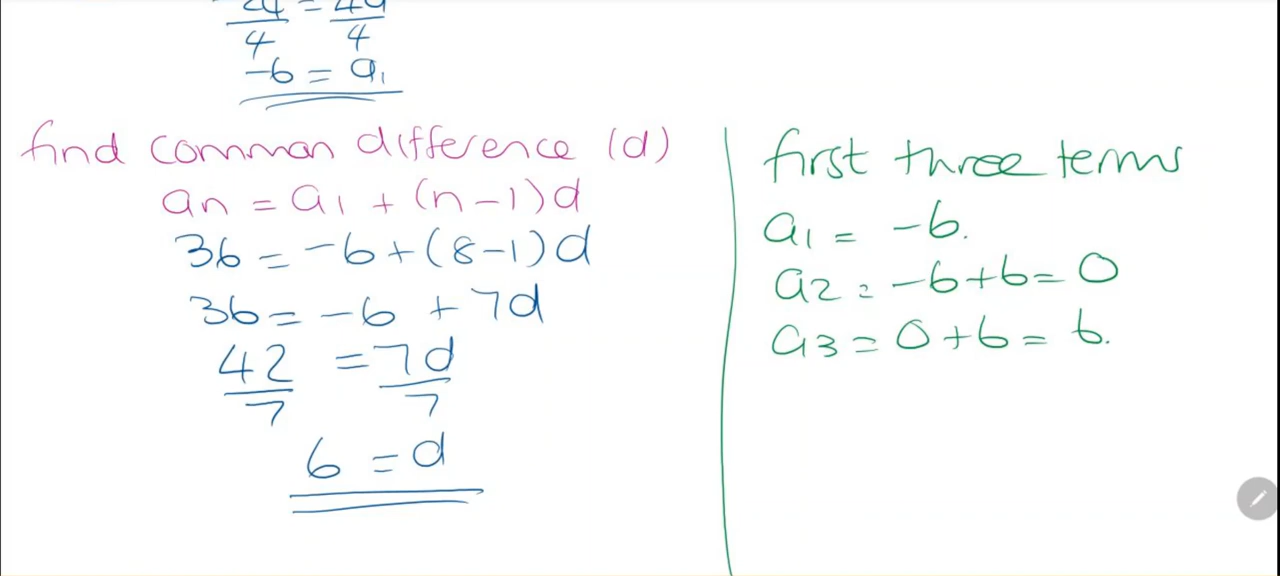 4 4
-6 = a₁
find common difference (d)
an = a₁ + (n-1)d
36 = -6 + (8-1)d
36 = -6 + 7d
42 = 7d
7 7
6 = d
first three terms
a₁ = -6.
a₂ = -6+6 = 0
a₃ = 0+6 = 6.